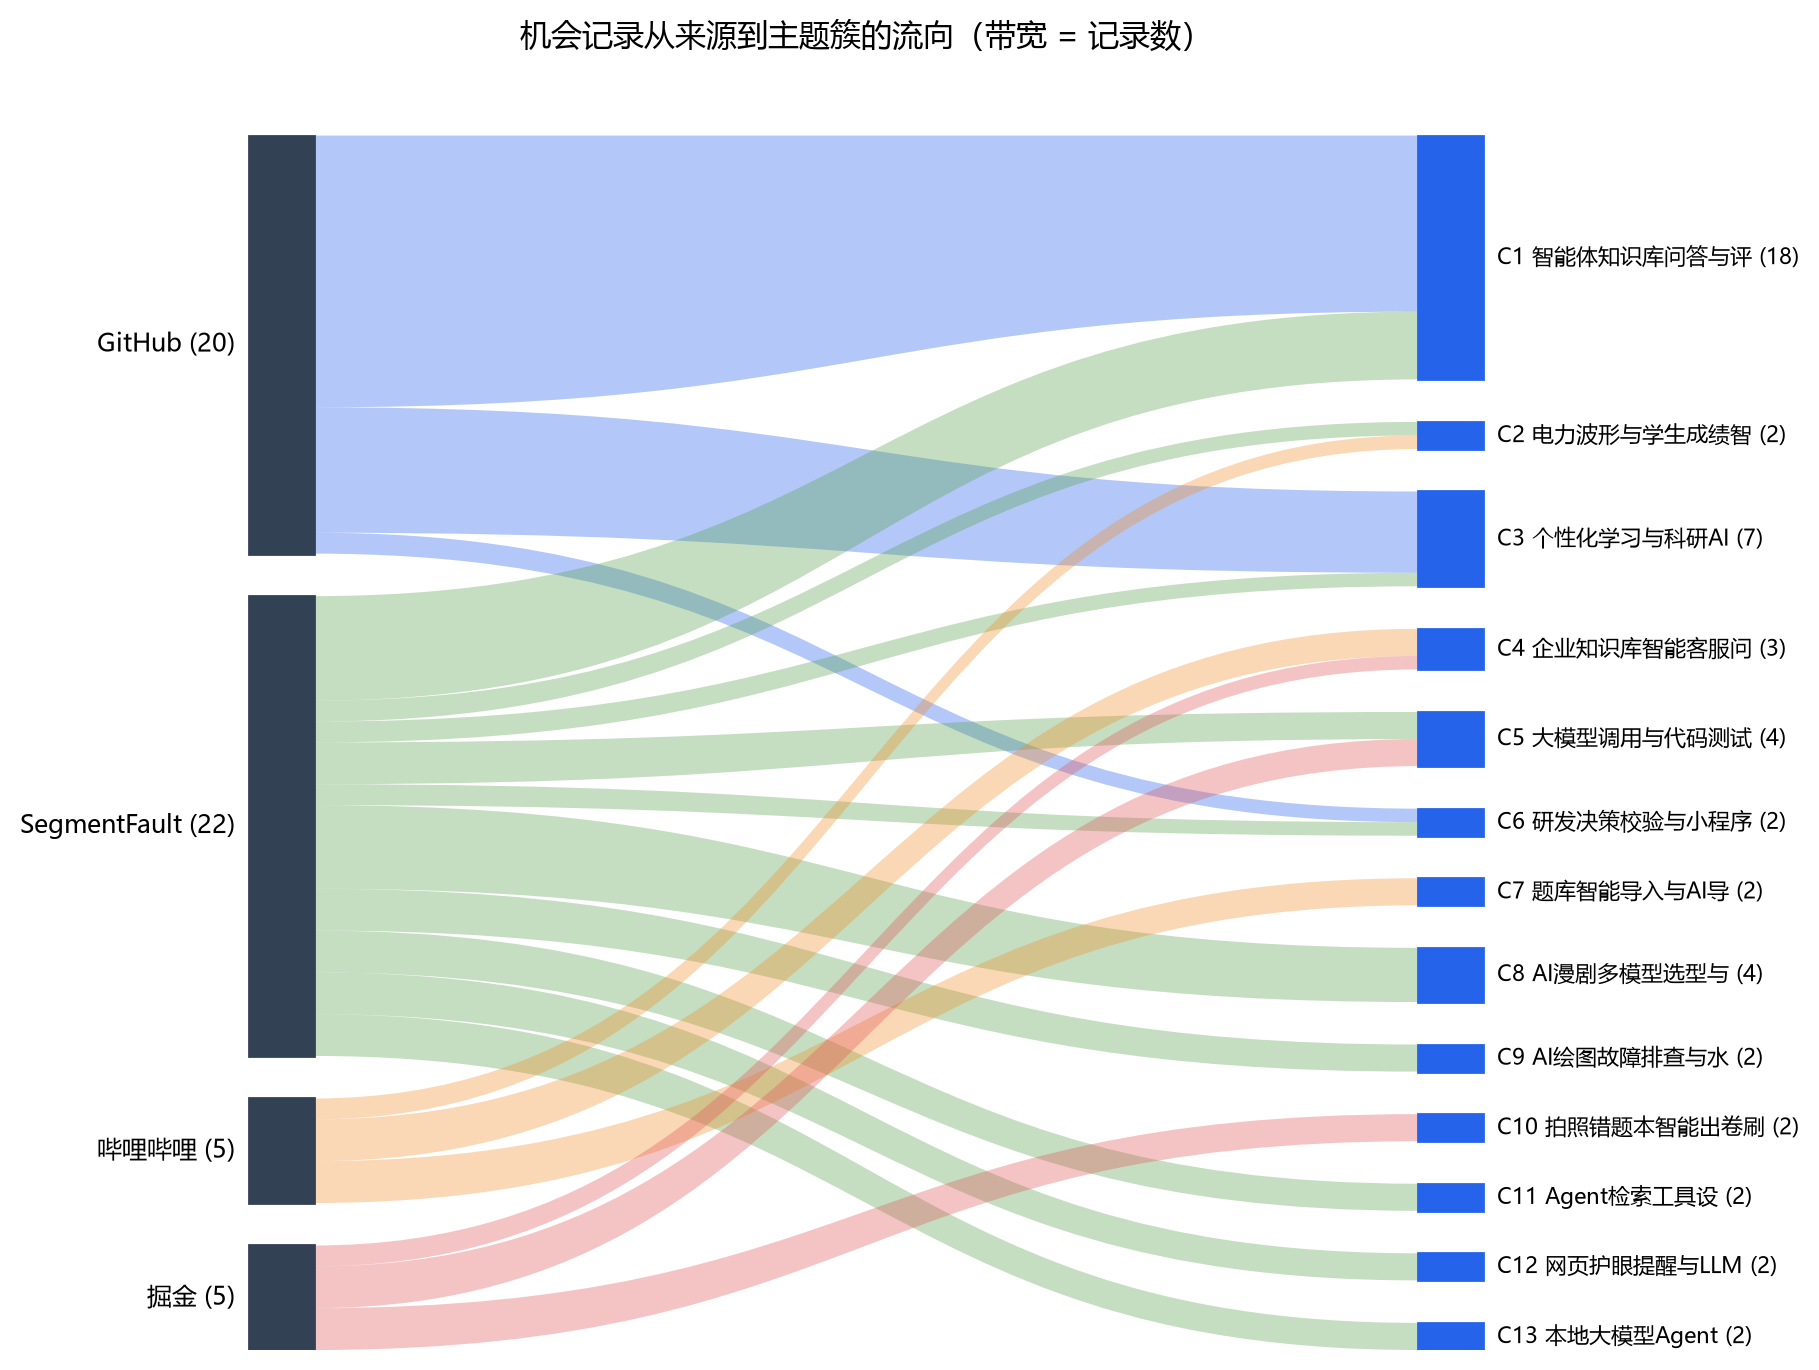 机会记录从来源到主题簇的流向（带宽 = 记录数）
GitHub (20)
SegmentFault (22)
哔哩哔哩 (5)
掘金 (5)
C1 智能体知识库问答与评 (18)
C2 电力波形与学生成绩智 (2)
C3 个性化学习与科研AI (7)
C4 企业知识库智能客服问 (3)
C5 大模型调用与代码测试 (4)
C6 研发决策校验与小程序 (2)
C7 题库智能导入与AI导 (2)
C8 AI漫剧多模型选型与 (4)
C9 AI绘图故障排查与水 (2)
C10 拍照错题本智能出卷刷 (2)
C11 Agent检索工具设 (2)
C12 网页护眼提醒与LLM (2)
C13 本地大模型Agent (2)